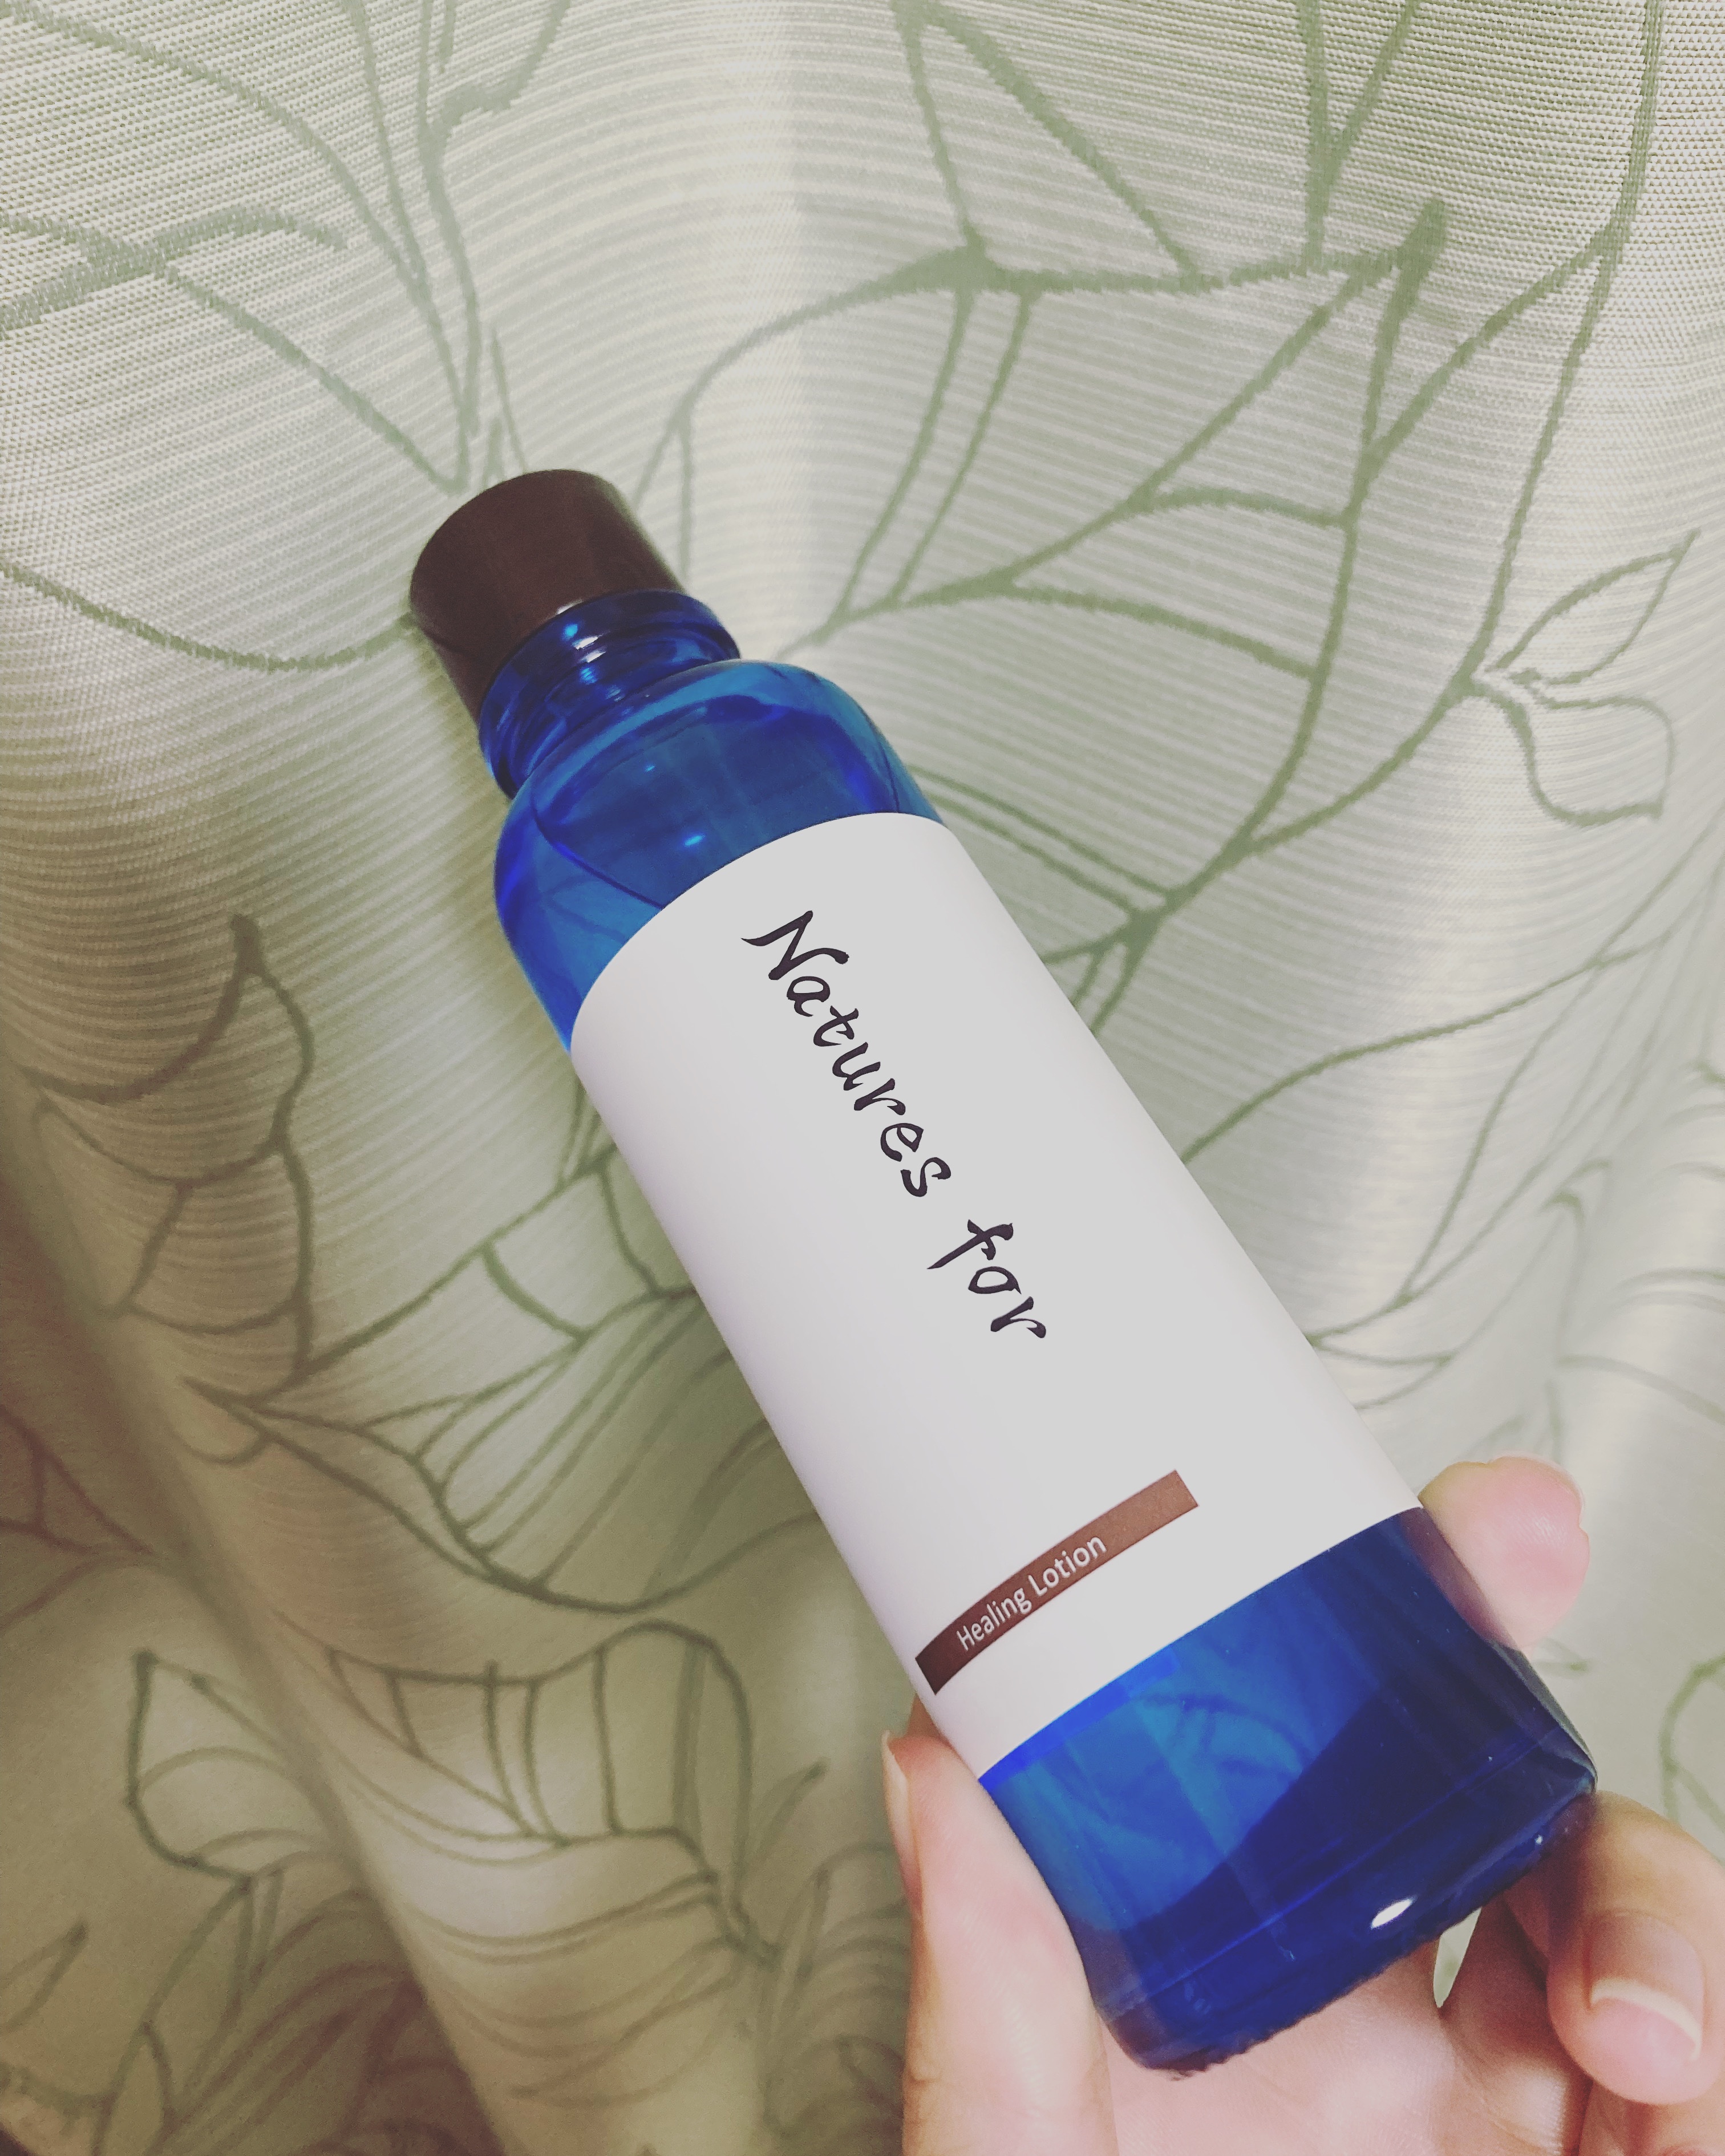 Natures for
Healing Lotion